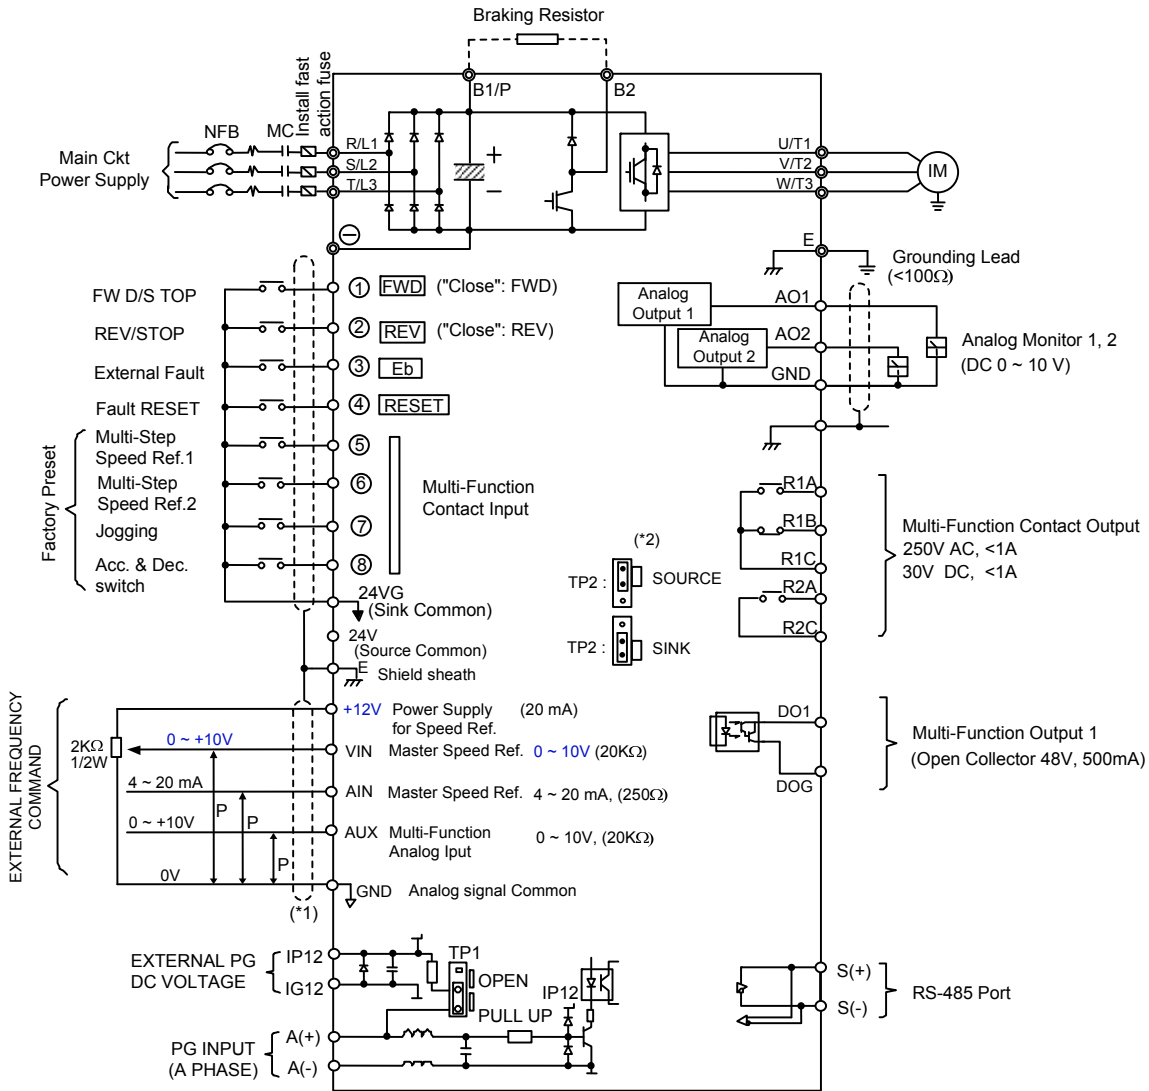 Braking Resistor
B1/P
B2
Install fast
action fuse
NFB
MC
Main Ckt
Power Supply
R/L1
S/L2
T/L3
+
−
U/T1
V/T2
W/T3
IM
⊖
E
Grounding Lead
(<100Ω)
FW D/S TOP
① FWD ("Close": FWD)
REV/STOP
② REV ("Close": REV)
External Fault
③ Eb
Fault RESET
④ RESET
Factory Preset
Multi-Step
Speed Ref.1
⑤
Multi-Step
Speed Ref.2
⑥
Jogging
⑦
Acc. & Dec.
switch
⑧
Multi-Function
Contact Input
24VG
(Sink Common)
24V
(Source Common)
E
Shield sheath
Analog
Output 1
AO1
Analog
Output 2
AO2
GND
Analog Monitor 1, 2
(DC 0 ~ 10 V)
R1A
R1B
R1C
R2A
R2C
Multi-Function Contact Output
250V AC, <1A
30V DC, <1A
(*2)
TP2 : SOURCE
TP2 : SINK
EXTERNAL FREQUENCY
COMMAND
2KΩ
1/2W
+12V Power Supply (20 mA)
for Speed Ref.
0 ~ +10V
VIN Master Speed Ref. 0 ~ 10V (20KΩ)
4 ~ 20 mA
AIN Master Speed Ref. 4 ~ 20 mA, (250Ω)
0 ~ +10V
AUX Multi-Function 0 ~ 10V, (20KΩ)
Analog Iput
P
P
P
0V
GND Analog signal Common
(*1)
DO1
DOG
Multi-Function Output 1
(Open Collector 48V, 500mA)
EXTERNAL PG
DC VOLTAGE
IP12
IG12
TP1
OPEN
PULL UP
IP12
PG INPUT
(A PHASE)
A(+)
A(-)
S(+)
S(-)
RS-485 Port